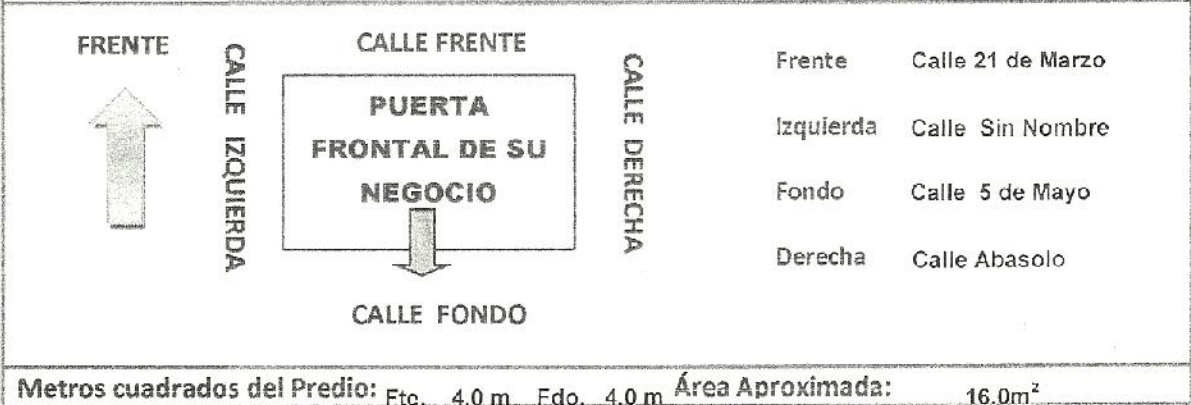 FRENTE
CALLE IZQUIERDA
CALLE FRENTE
PUERTA
FRONTAL DE SU
NEGOCIO
CALLE FONDO
CALLE DERECHA
Frente Calle 21 de Marzo
Izquierda Calle Sin Nombre
Fondo Calle 5 de Mayo
Derecha Calle Abasolo
Metros cuadrados del Predio: Fte. 4.0 m Fdo. 4.0 m Área Aproximada: 16.0m²